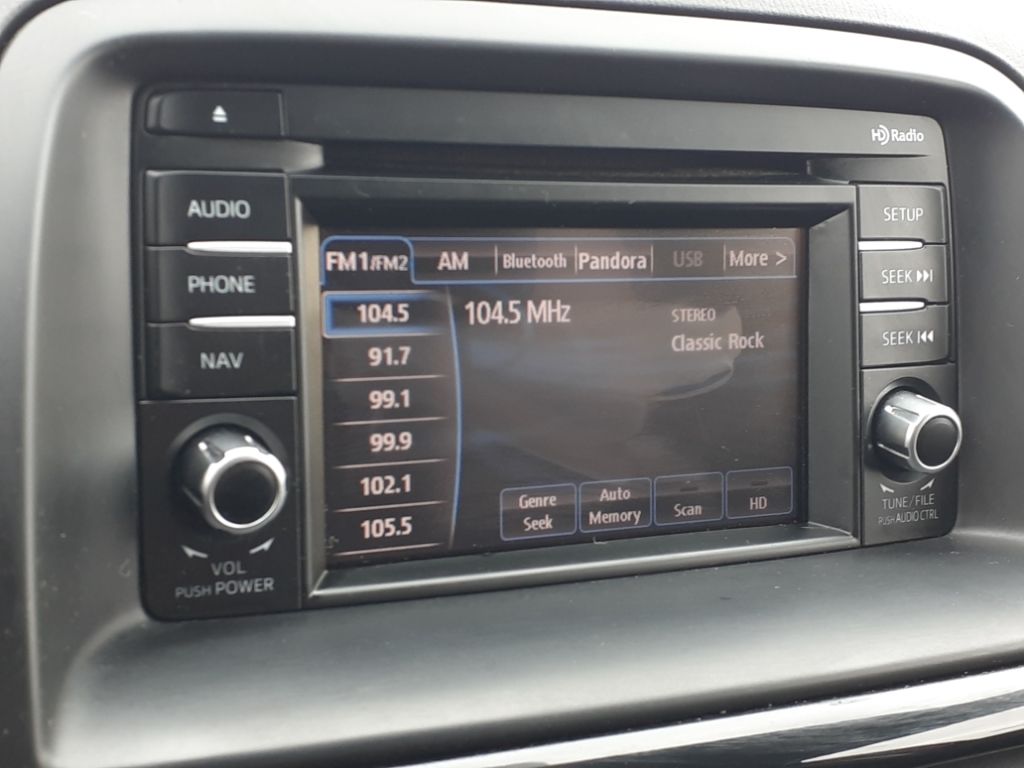 HD Radio
AUDIO
PHONE
NAV
VOL
PUSH POWER
FM1/FM2 AM Bluetooth Pandora USB More >
104.5
91.7
99.1
99.9
102.1
105.5
104.5 MHz
STEREO
Classic Rock
Genre
Seek
Auto
Memory
Scan
HD
SETUP
SEEK
SEEK
TUNE/FILE
PUSH AUDIO CTRL